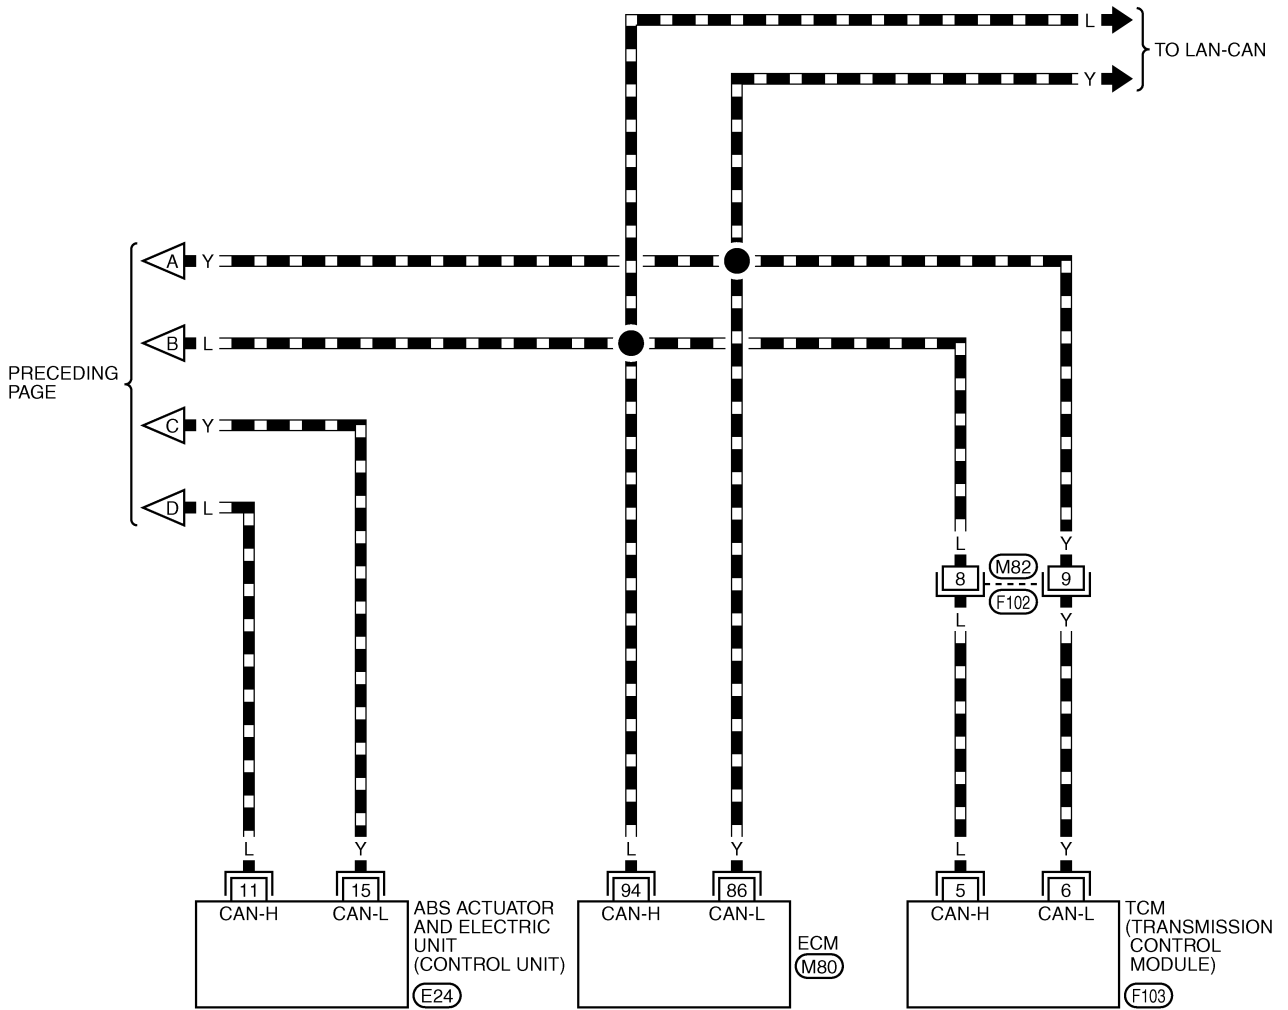 L
TO LAN-CAN
Y
A Y
B L
PRECEDING
PAGE
C Y
D L
L Y
8 M82 9
F102
L Y
L Y L Y L Y
11 15 94 86 5 6
CAN-H CAN-L CAN-H CAN-L CAN-H CAN-L
ABS ACTUATOR
AND ELECTRIC
UNIT
(CONTROL UNIT)
E24
ECM
M80
TCM
(TRANSMISSION
CONTROL
MODULE)
F103